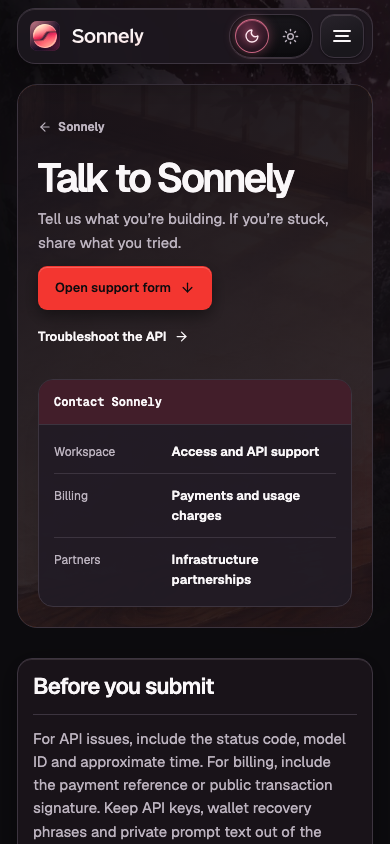 Sonnely
Sonnely
Talk to Sonnely
Tell us what you’re building. If you’re stuck,
share what you tried.
Open support form
Troubleshoot the API
Contact Sonnely
Workspace Access and API support
Billing Payments and usage
charges
Partners Infrastructure
partnerships
Before you submit
For API issues, include the status code, model
ID and approximate time. For billing, include
the payment reference or public transaction
signature. Keep API keys, wallet recovery
phrases and private prompt text out of the